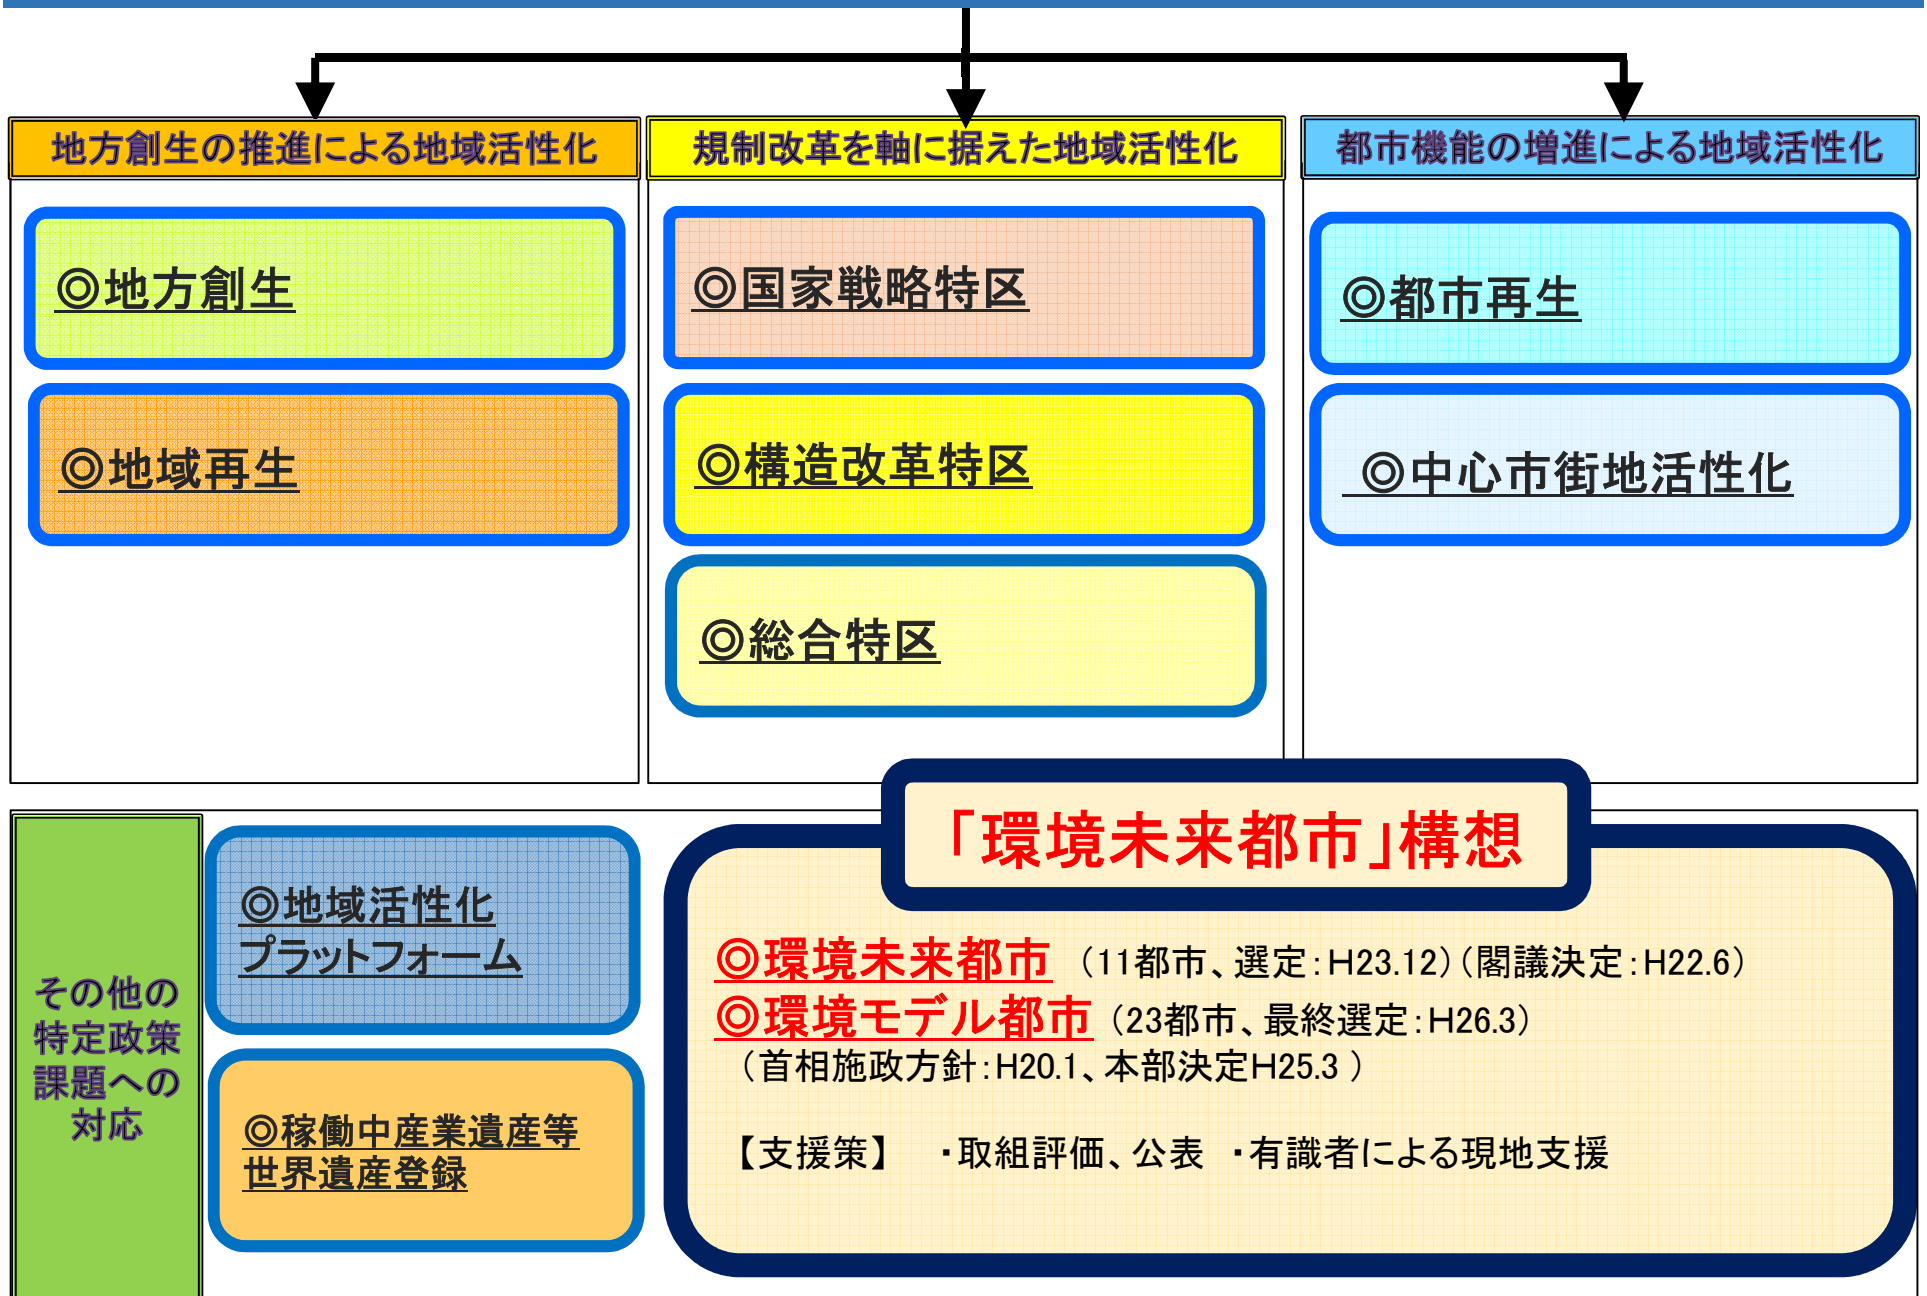 地方創生の推進による地域活性化
規制改革を軸に据えた地域活性化
都市機能の増進による地域活性化
◎地方創生
◎地域再生
◎国家戦略特区
◎構造改革特区
◎総合特区
◎都市再生
◎中心市街地活性化
その他の
特定政策
課題への
対応
◎地域活性化
プラットフォーム
◎稼働中産業遺産等
世界遺産登録
「環境未来都市」構想
◎環境未来都市 （11都市、選定：H23.12）（閣議決定：H22.6）
◎環境モデル都市 （23都市、最終選定：H26.3）
（首相施政方針：H20.1、本部決定H25.3 ）
【支援策】 ・取組評価、公表 ・有識者による現地支援